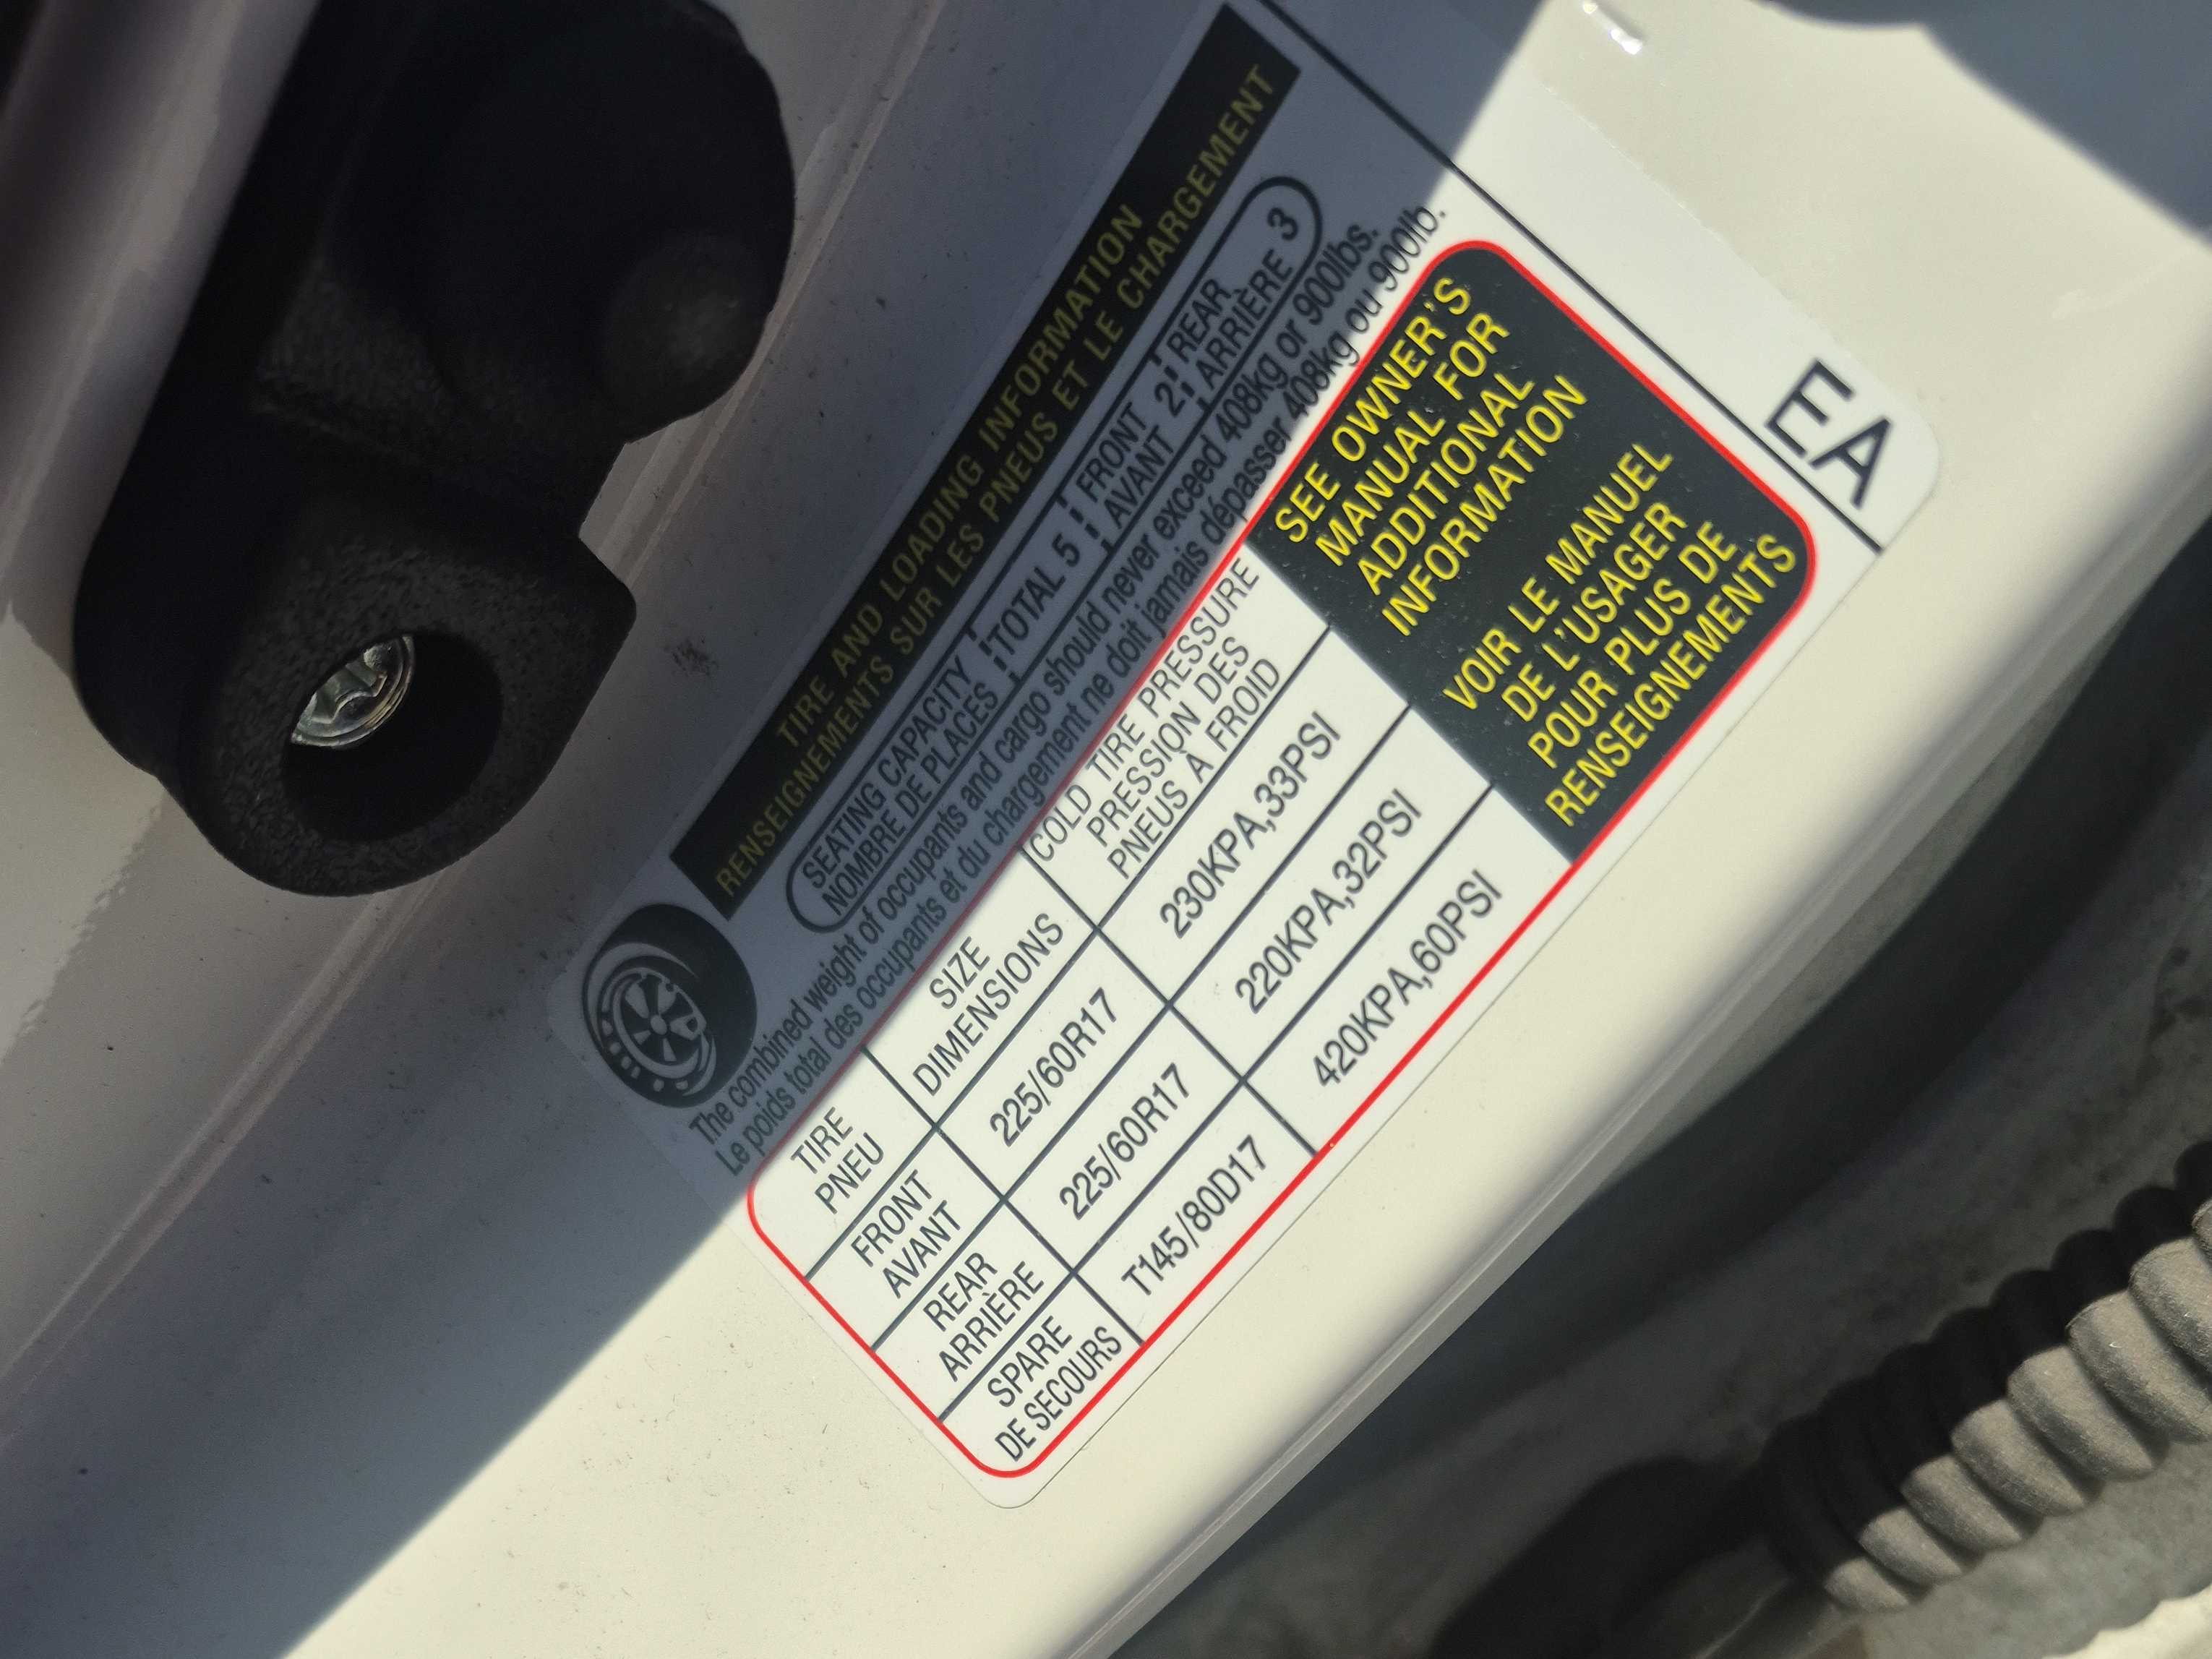 TIRE AND LOADING INFORMATION
RENSEIGNEMENTS SUR LES PNEUS ET LE CHARGEMENT
SEATING CAPACITY
NOMBRE DE PLACES
TOTAL 5
FRONT
AVANT 2
REAR
ARRIÈRE 3
The combined weight of occupants and cargo should never exceed 408kg or 900lbs.
Le poids total des occupants et du chargement ne doit jamais dépasser 408kg ou 900lb.
TIRE
PNEU
SIZE
DIMENSIONS
COLD TIRE PRESSURE
PRESSION DES
PNEUS À FROID
FRONT
AVANT
225/60R17
230KPA,33PSI
REAR
ARRIÈRE
225/60R17
220KPA,32PSI
SPARE
DE SECOURS
T145/80D17
420KPA,60PSI
SEE OWNER'S
MANUAL FOR
ADDITIONAL
INFORMATION
VOIR LE MANUEL
DE L'USAGER
POUR PLUS DE
RENSEIGNEMENTS
EA